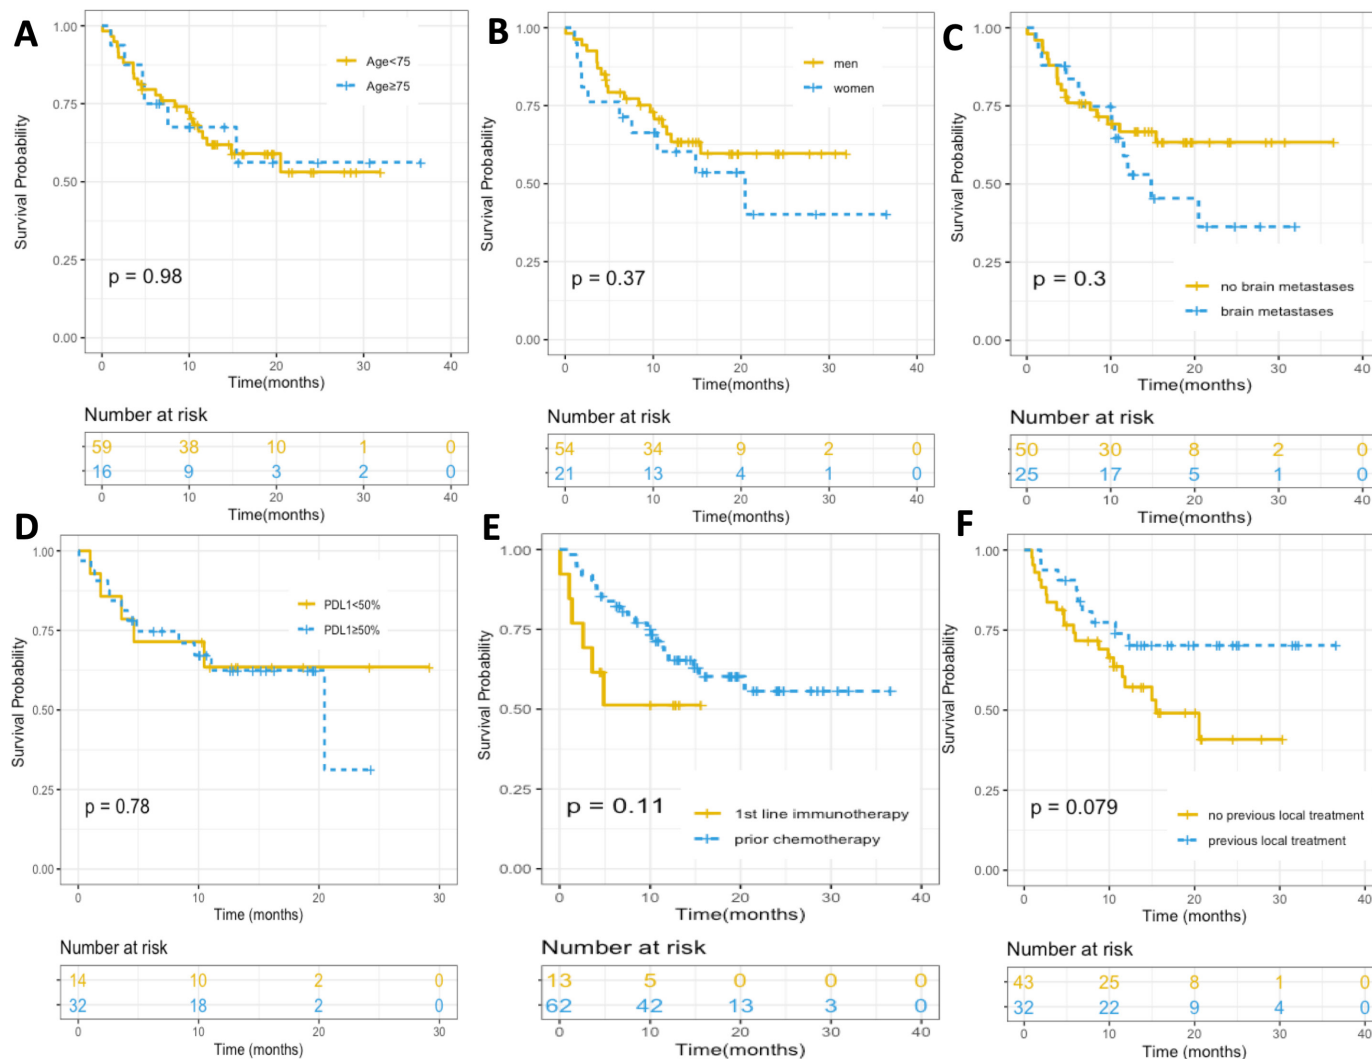 A
Survival Probability
1.00
0.75
0.50
0.25
0.00
Age<75
Age≥75
p = 0.98
0 10 20 30 40
Time(months)
Number at risk
59 38 10 1 0
16 9 3 2 0
0 10 20 30 40
Time(months)
B
Survival Probability
1.00
0.75
0.50
0.25
0.00
men
women
p = 0.37
0 10 20 30 40
Time(months)
Number at risk
54 34 9 2 0
21 13 4 1 0
0 10 20 30 40
Time(months)
C
Survival Probability
1.00
0.75
0.50
0.25
0.00
p = 0.3
no brain metastases
brain metastases
0 10 20 30 40
Time(months)
Number at risk
50 30 8 2 0
25 17 5 1 0
0 10 20 30 40
Time(months)
D
Survival Probability
1.00
0.75
0.50
0.25
0.00
PDL1<50%
PDL1≥50%
p = 0.78
0 10 20 30
Time (months)
Number at risk
14 10 2 0
32 18 2 0
0 10 20 30
Time (months)
E
Survival Probability
1.00
0.75
0.50
0.25
0.00
p = 0.11
1st line immunotherapy
prior chemotherapy
0 10 20 30 40
Time(months)
Number at risk
13 5 0 0 0
62 42 13 3 0
0 10 20 30 40
Time(months)
F
Survival Probability
1.00
0.75
0.50
0.25
0.00
p = 0.079
no previous local treatment
previous local treatment
0 10 20 30 40
Time (months)
Number at risk
43 25 8 1 0
32 22 9 4 0
0 10 20 30 40
Time (months)